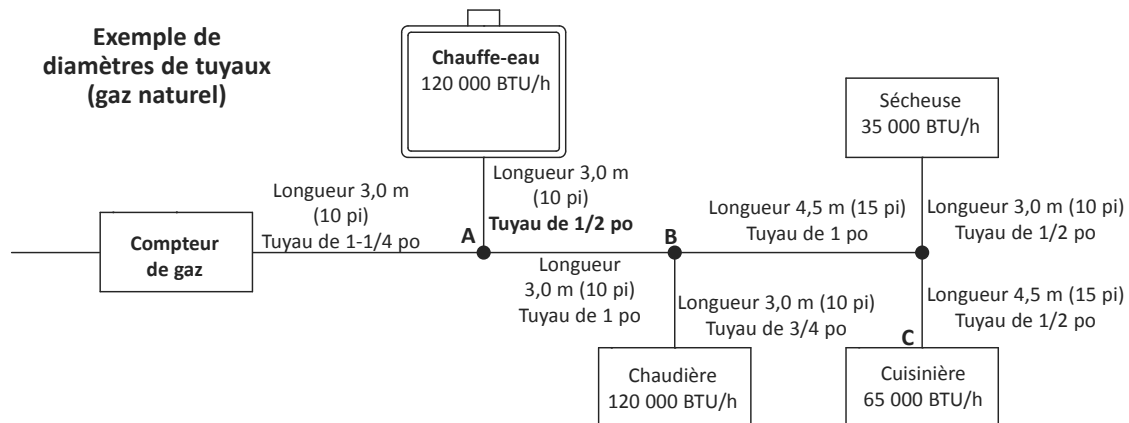 Exemple de
diamètres de tuyaux
(gaz naturel)
Chauffe-eau
120 000 BTU/h
Sécheuse
35 000 BTU/h
Longueur 3,0 m
(10 pi)
Tuyau de 1-1/4 po
Longueur 3,0 m
(10 pi)
Tuyau de 1/2 po
Longueur 4,5 m (15 pi)
Tuyau de 1 po
Longueur 3,0 m (10 pi)
Tuyau de 1/2 po
Compteur
de gaz
A
B
Longueur
3,0 m (10 pi)
Tuyau de 1 po
Longueur 3,0 m (10 pi)
Tuyau de 3/4 po
Longueur 4,5 m (15 pi)
Tuyau de 1/2 po
C
Chaudière
120 000 BTU/h
Cuisinière
65 000 BTU/h